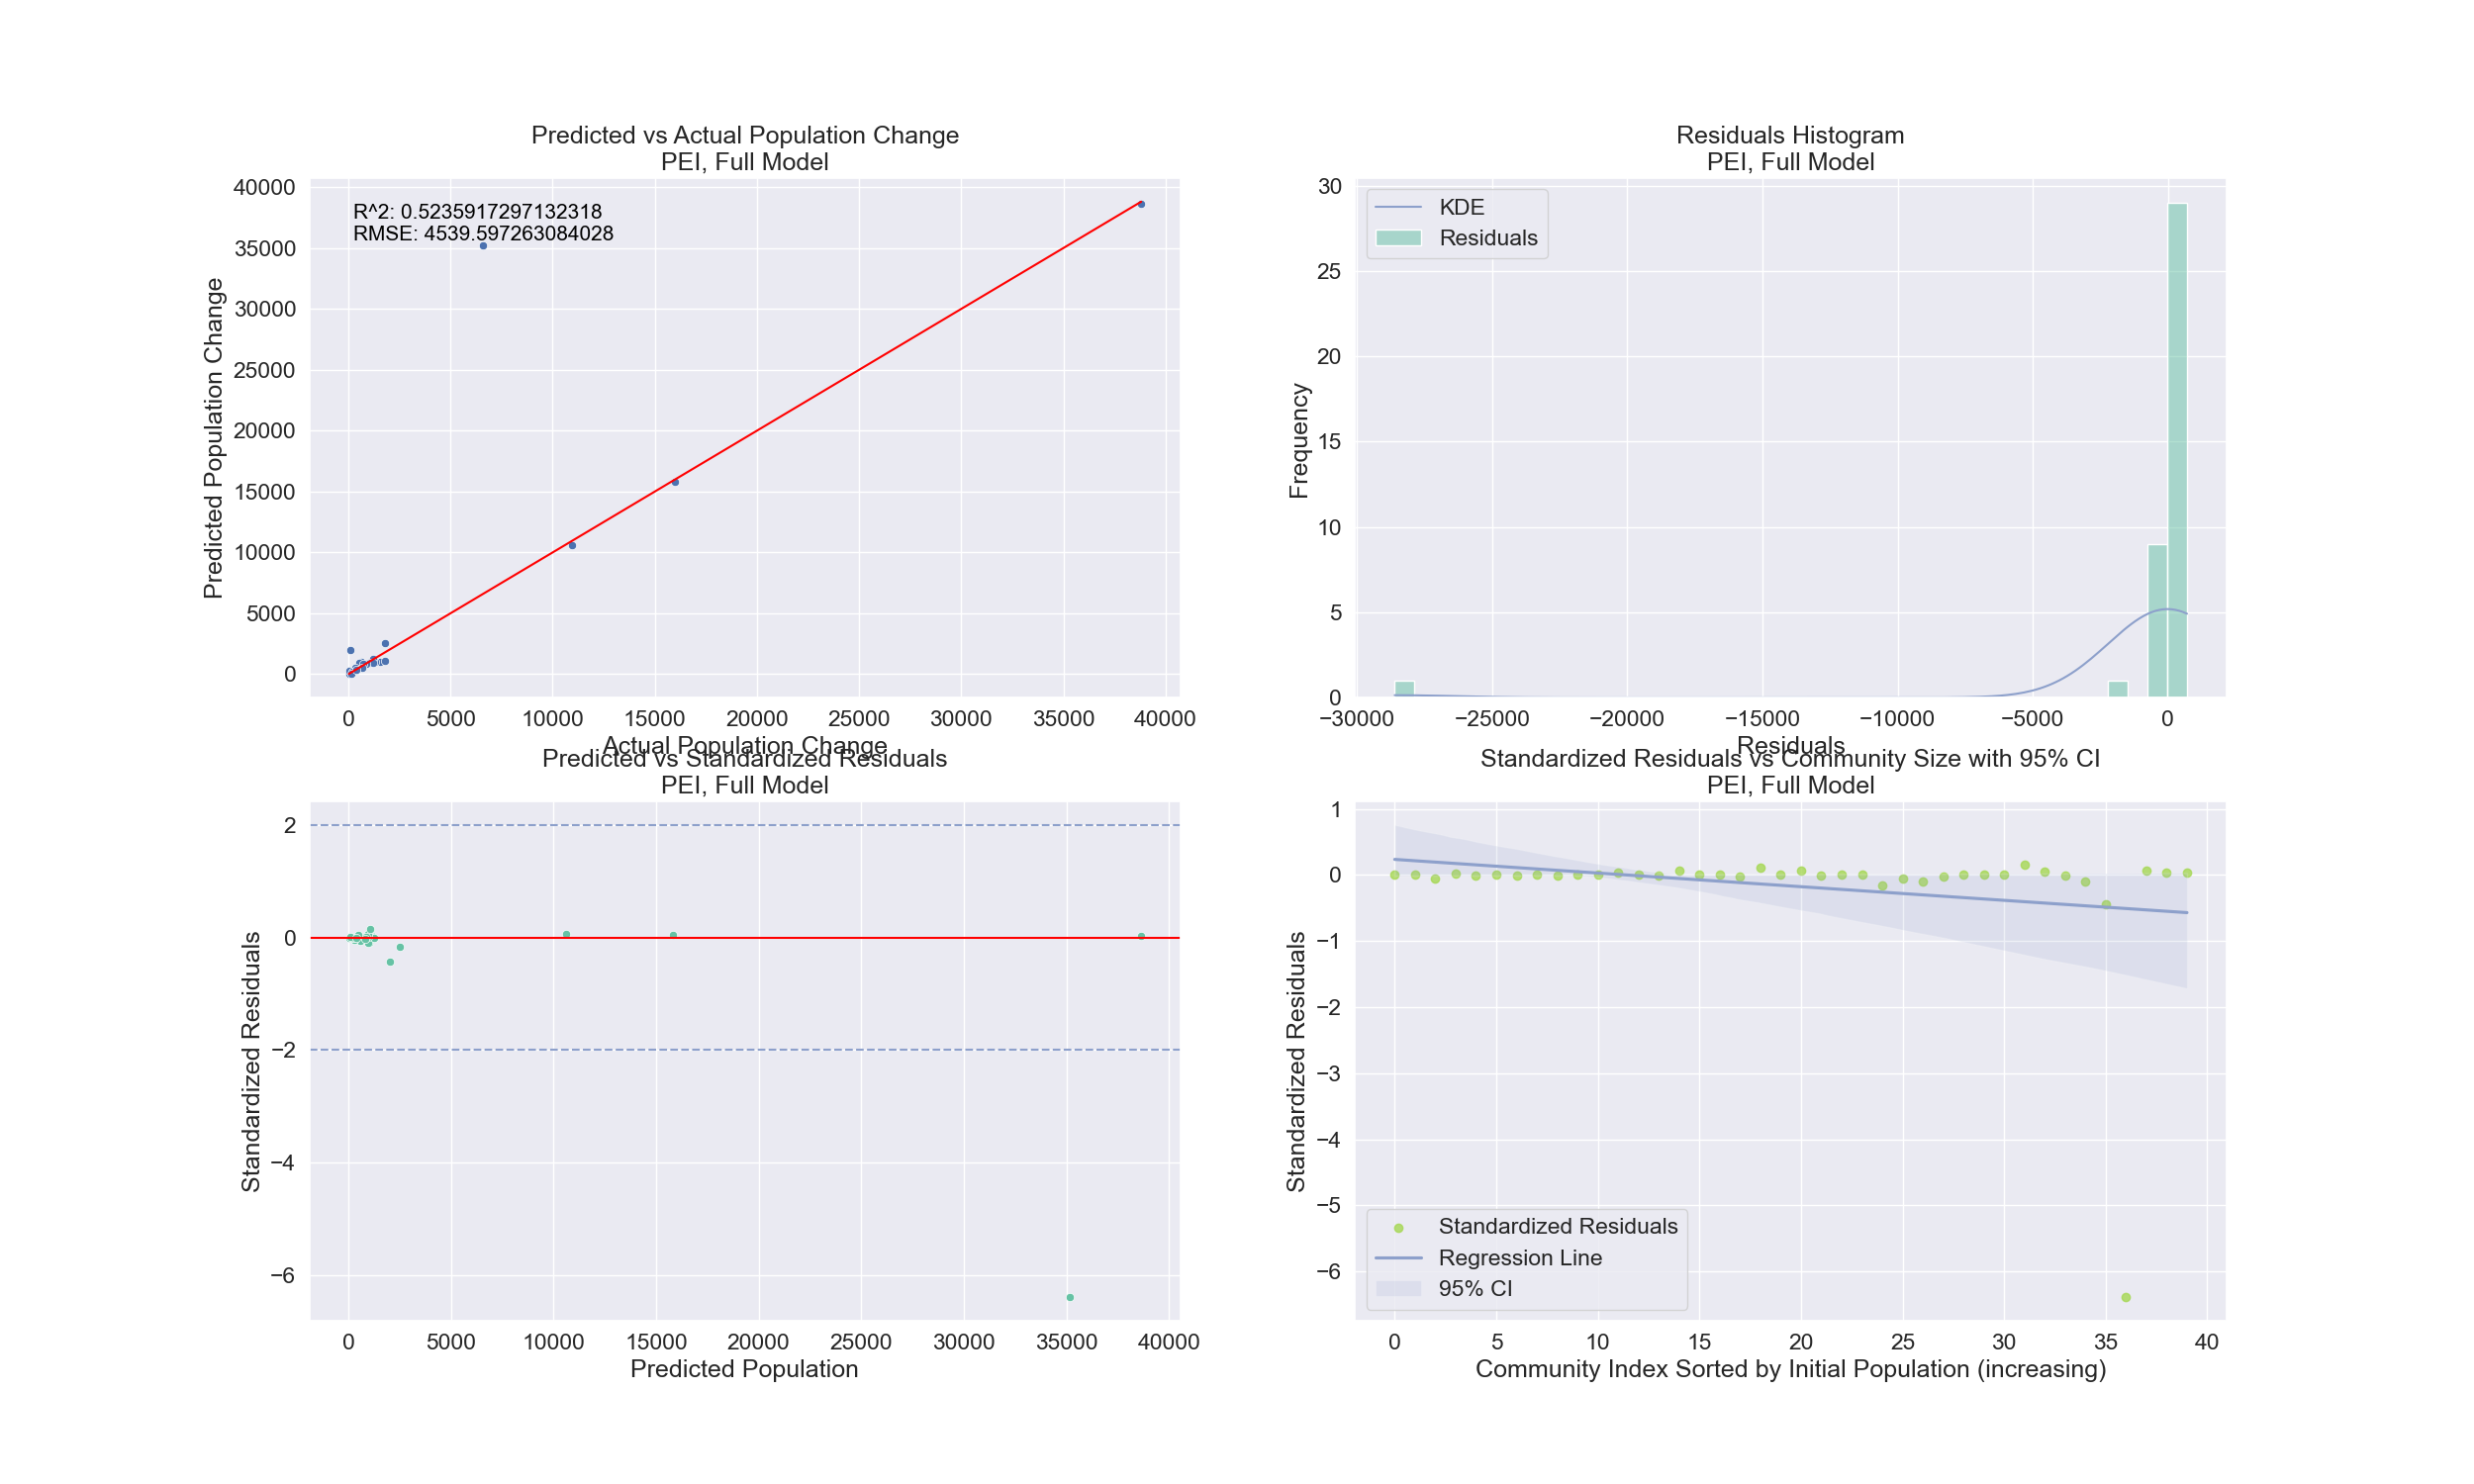 Predicted vs Actual Population Change
PEI, Full Model
R^2: 0.5235917297132318
RMSE: 4539.597263084028
Predicted Population Change
40000
35000
30000
25000
20000
15000
10000
5000
0
0 5000 10000 15000 20000 25000 30000 35000 40000
Actual Population Change
Residuals Histogram
PEI, Full Model
KDE
Residuals
Frequency
30
25
20
15
10
5
0
−30000 −25000 −20000 −15000 −10000 −5000 0
Residuals
Predicted vs Standardized Residuals
PEI, Full Model
Standardized Residuals
2
0
−2
−4
−6
0 5000 10000 15000 20000 25000 30000 35000 40000
Predicted Population
Standardized Residuals vs Community Size with 95% CI
PEI, Full Model
Standardized Residuals
1
0
−1
−2
−3
−4
−5
−6
Standardized Residuals
Regression Line
95% CI
0 5 10 15 20 25 30 35 40
Community Index Sorted by Initial Population (increasing)